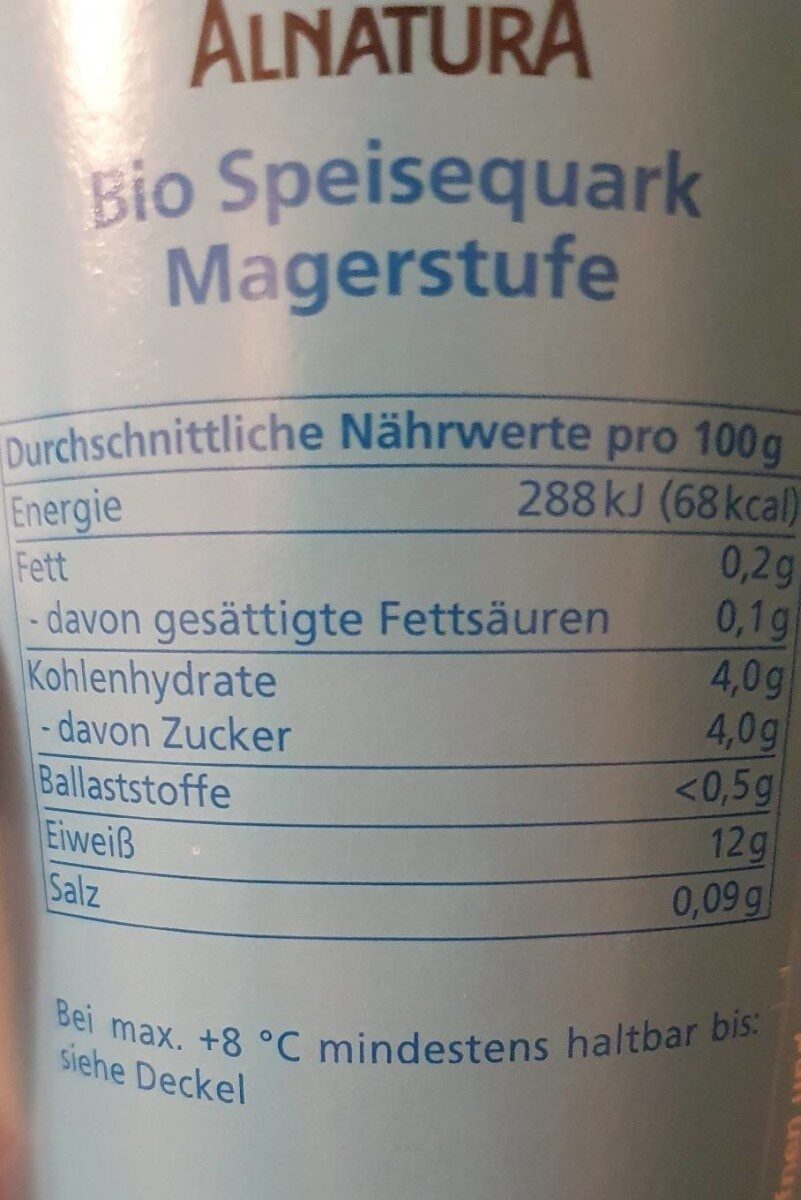 ALNATURA
Bio Speisequark
Magerstufe
Durchschnittliche Nährwerte pro 100g
Energie 288 kJ (68 kcal)
Fett 0,2g
- davon gesättigte Fettsäuren 0,1g
Kohlenhydrate 4,0g
- davon Zucker 4,0g
Ballaststoffe <0,5g
Eiweiß 12g
Salz 0,09g
Bei max. +8 °C mindestens haltbar bis:
siehe Deckel